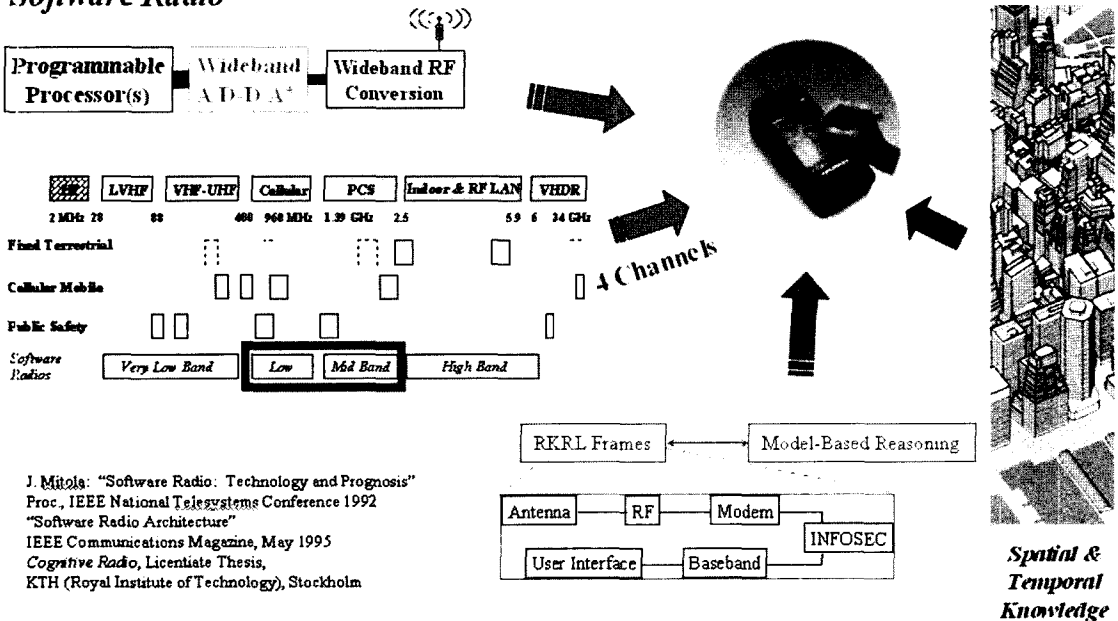 Software Radio
Programmable
Processor(s)
Wideband
A/D-D/A
Wideband RF
Conversion
HF LVHF VHF-UHF Cellular PCS Indoor & RF LAN VHDR
2 MHz 28 88 400 960 MHz 1.39 GHz 2.5 5.9 6 34 GHz
Fixed Terrestrial
Cellular Mobile
Public Safety
Software
Radios
Very Low Band Low Mid Band High Band
4 Channels
RKRL Frames Model-Based Reasoning
Antenna RF Modem
INFOSEC
User Interface Baseband
J. Mitola: “Software Radio: Technology and Prognosis”
Proc., IEEE National Telesystems Conference 1992
“Software Radio Architecture”
IEEE Communications Magazine, May 1995
Cognitive Radio, Licentiate Thesis,
KTH (Royal Institute of Technology), Stockholm
Spatial &
Temporal
Knowledge